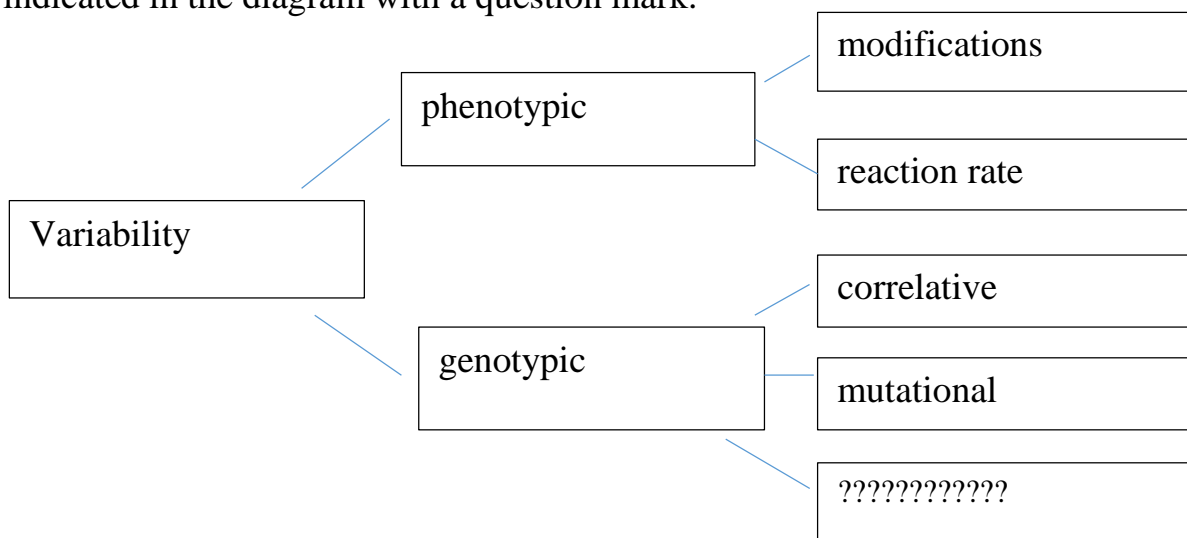 indicated in the diagram with a question mark.
modifications
phenotypic
reaction rate
Variability
correlative
genotypic
mutational
????????????